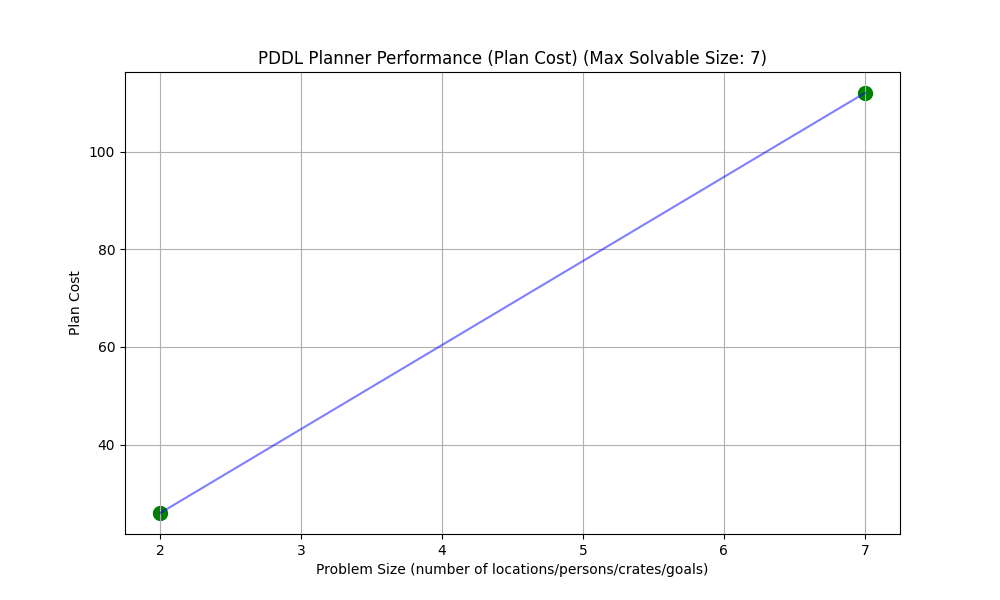 PDDL Planner Performance (Plan Cost) (Max Solvable Size: 7)
100
80
60
40
Plan Cost
2 3 4 5 6 7
Problem Size (number of locations/persons/crates/goals)